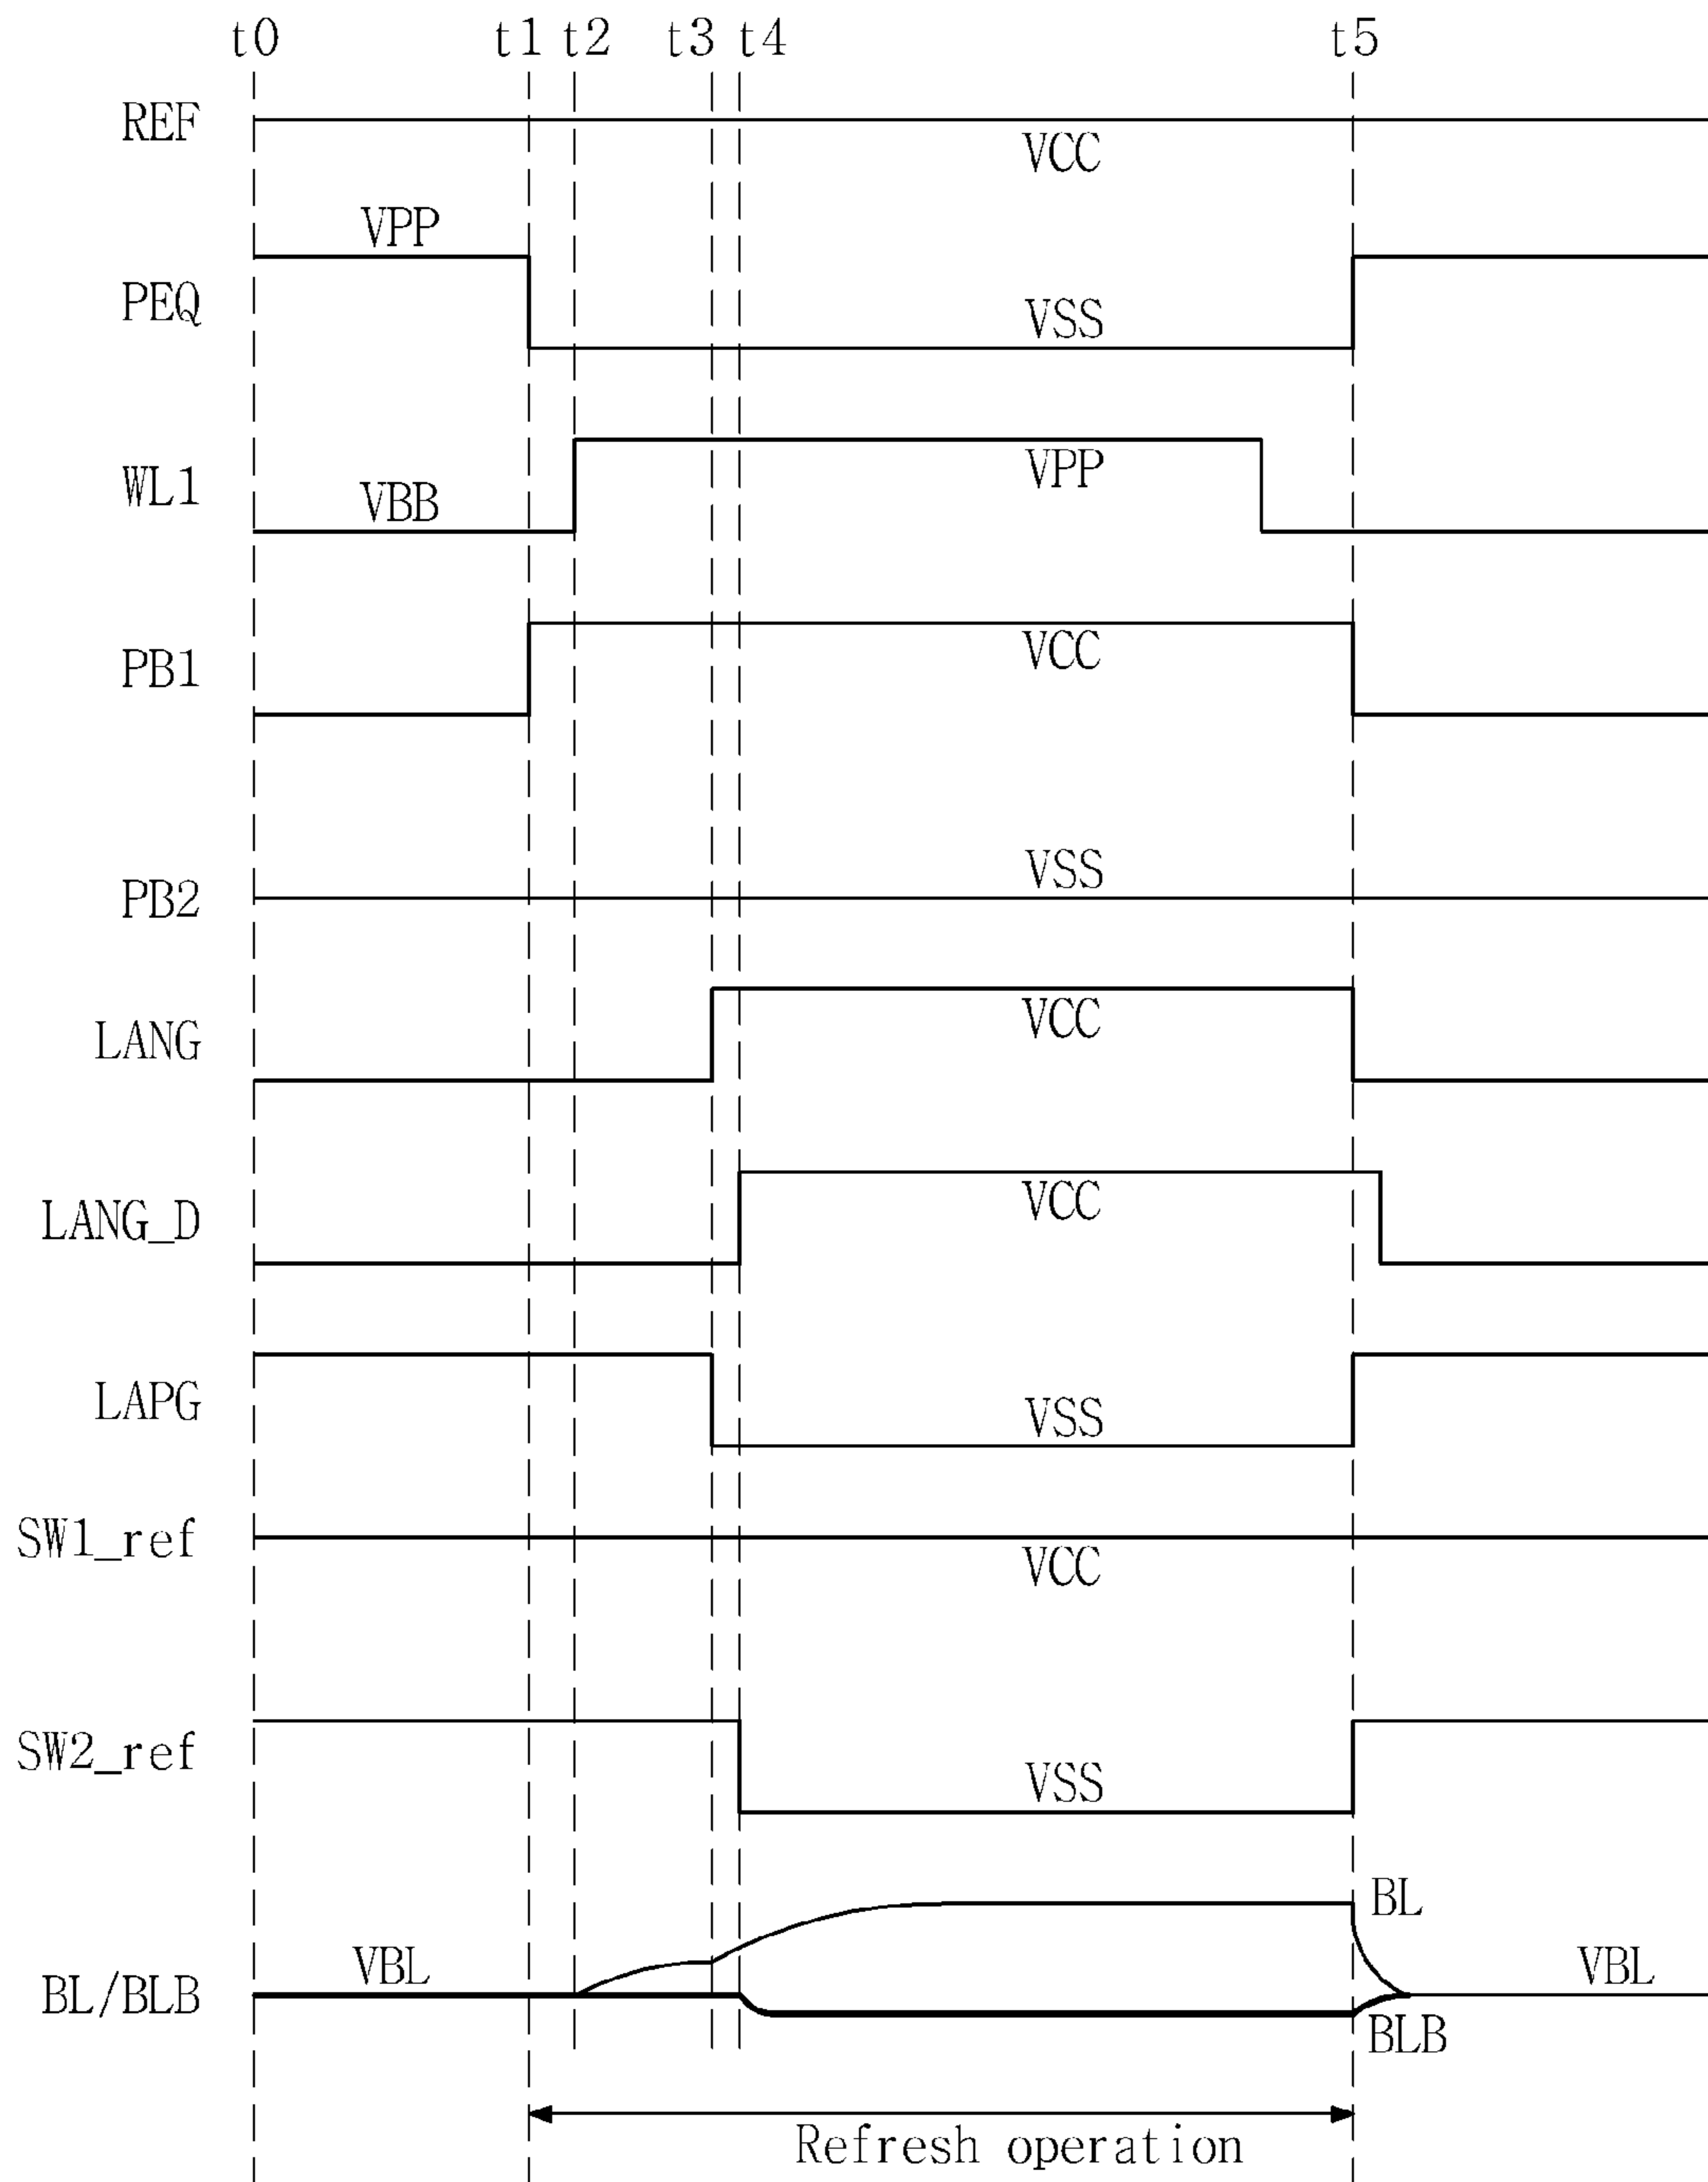 t0 t1 t2 t3 t4 t5
REF VCC
VPP
PEQ VSS
WL1 VBB VPP
PB1 VCC
VSS
PB2
LANG VCC
LANG_D VCC
LAPG VSS
SW1_ref VCC
SW2_ref VSS
BL
BL/BLB VBL VBL
BLB
Refresh operation